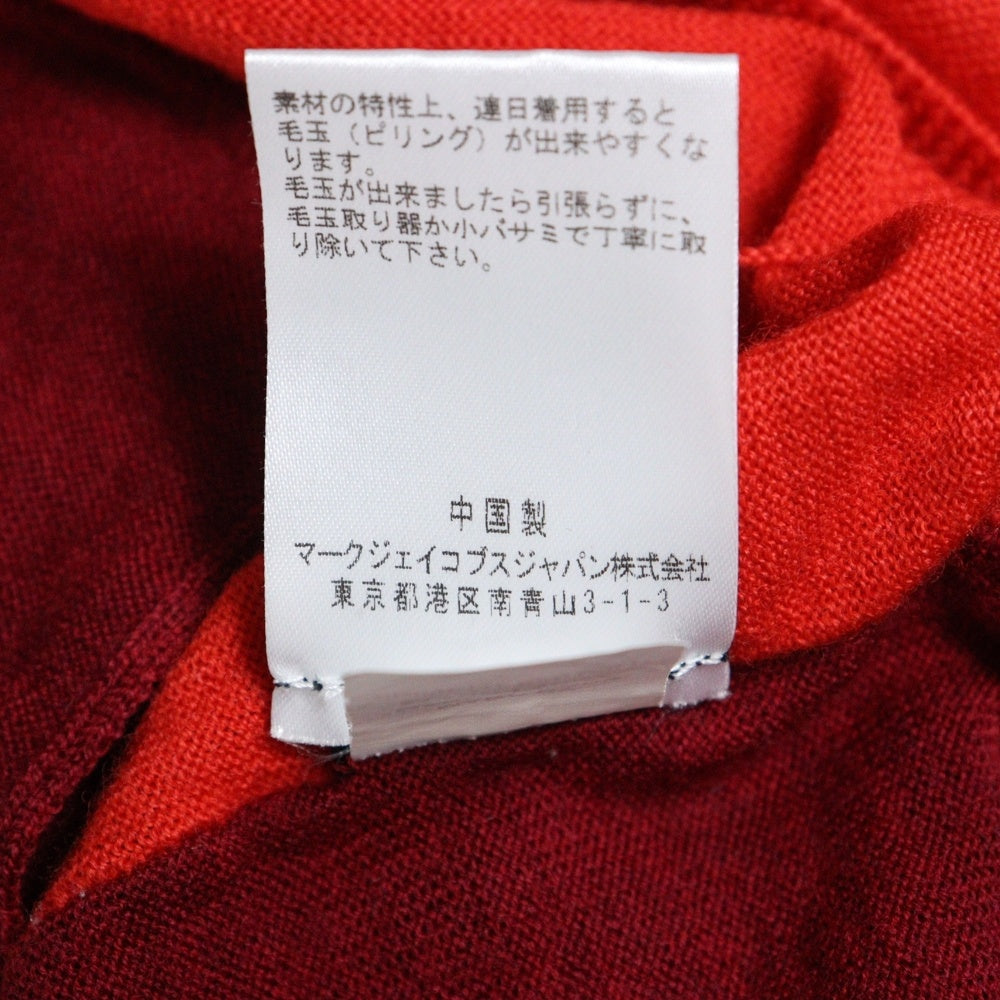 素材の特性上、連日着用すると
毛玉（ピリング）が出来やすくな
ります。
毛玉が出来ましたら引張らずに、
毛玉取り器か小バサミで丁寧に取
り除いて下さい。
中国製
マークジェイコブスジャパン株式会社
東京都港区南青山3-1-3